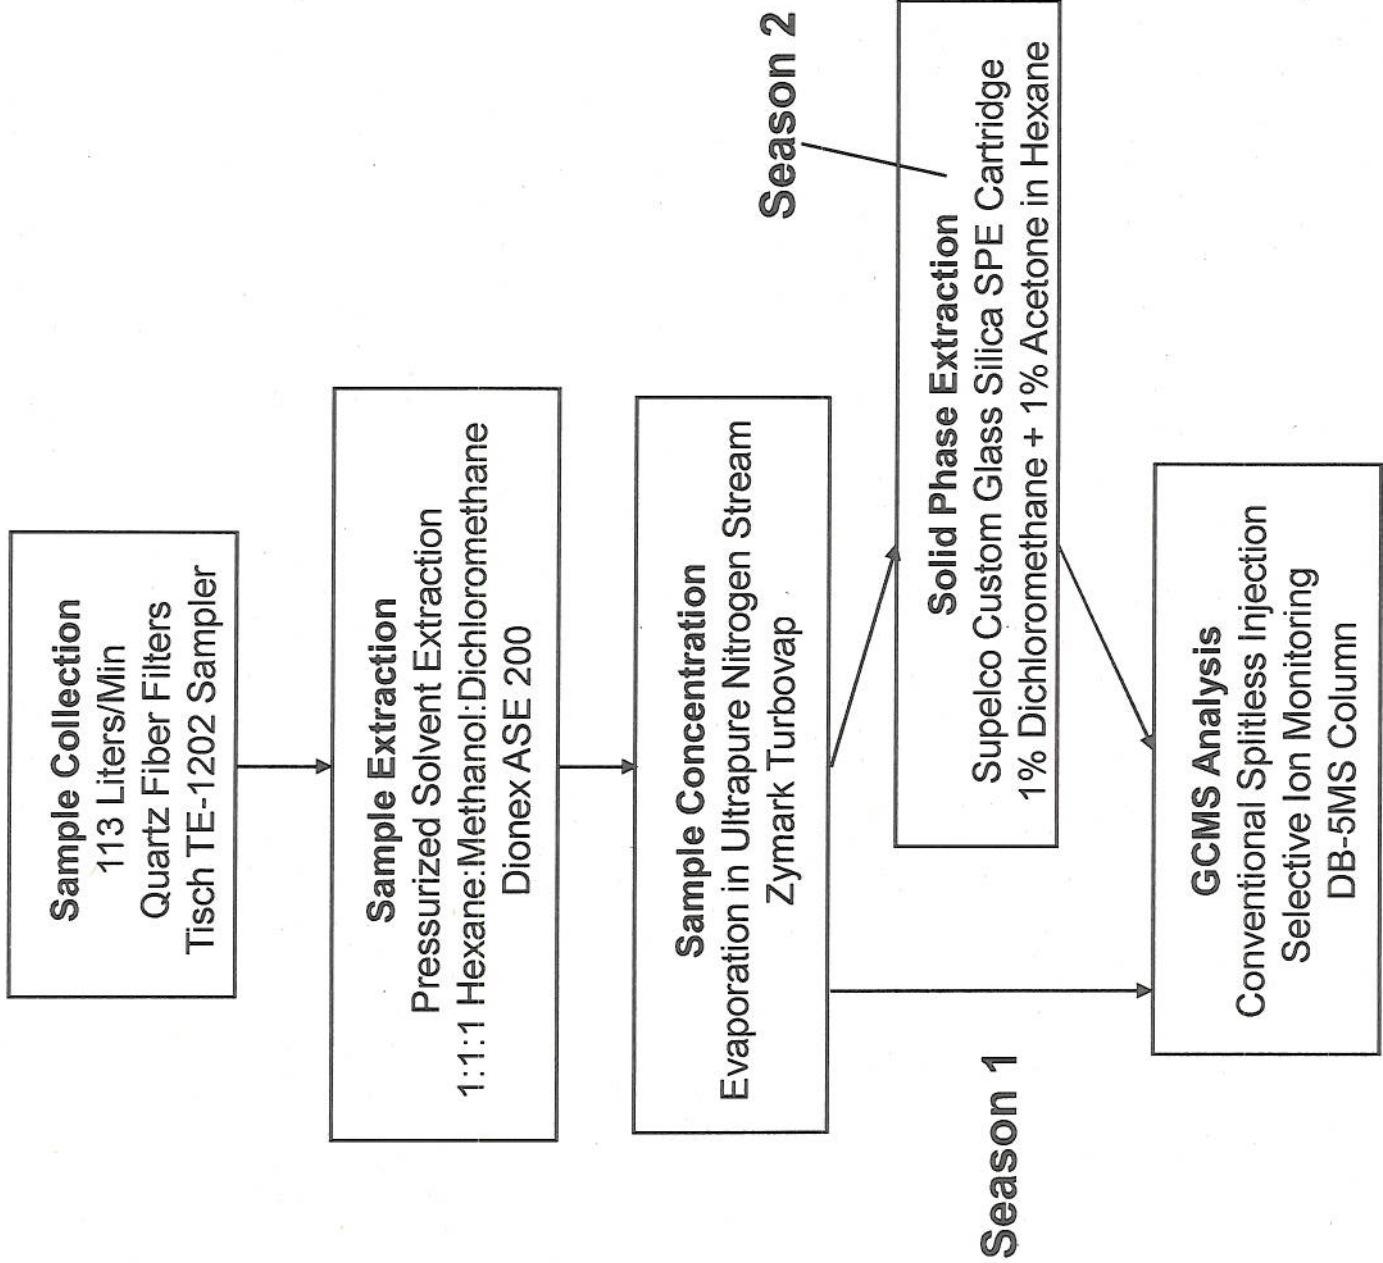 Sample Collection
113 Liters/Min
Quartz Fiber Filters
Tisch TE-1202 Sampler
Sample Extraction
Pressurized Solvent Extraction
1:1:1 Hexane:Methanol:Dichloromethane
Dionex ASE 200
Sample Concentration
Evaporation in Ultrapure Nitrogen Stream
Zymark Turbovap
Season 1
Season 2
Solid Phase Extraction
Supelco Custom Glass Silica SPE Cartridge
1% Dichloromethane + 1% Acetone in Hexane
GCMS Analysis
Conventional Splitless Injection
Selective Ion Monitoring
DB-5MS Column